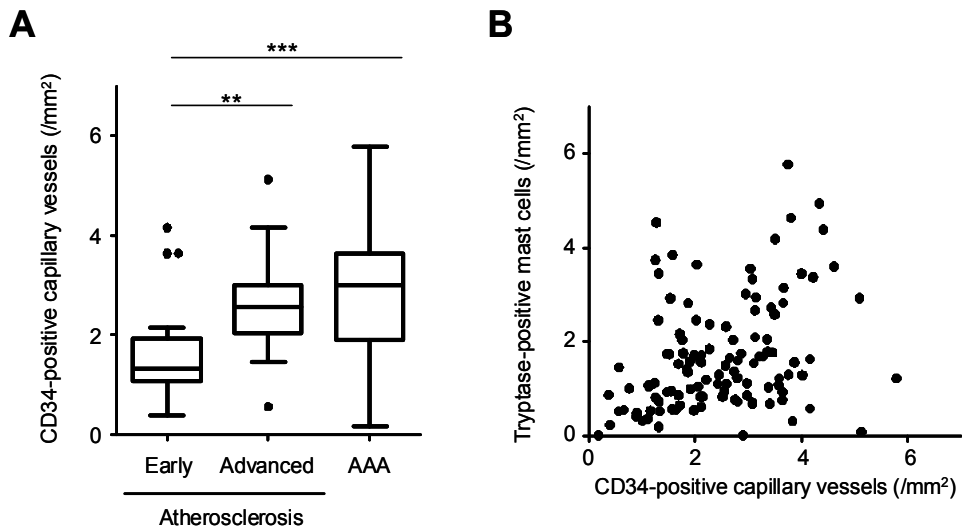 A
CD34-positive capillary vessels (/mm²)
***
**
6
4
2
0
Early Advanced AAA
Atherosclerosis
B
Tryptase-positive mast cells (/mm²)
6
4
2
0
0 2 4 6
CD34-positive capillary vessels (/mm²)